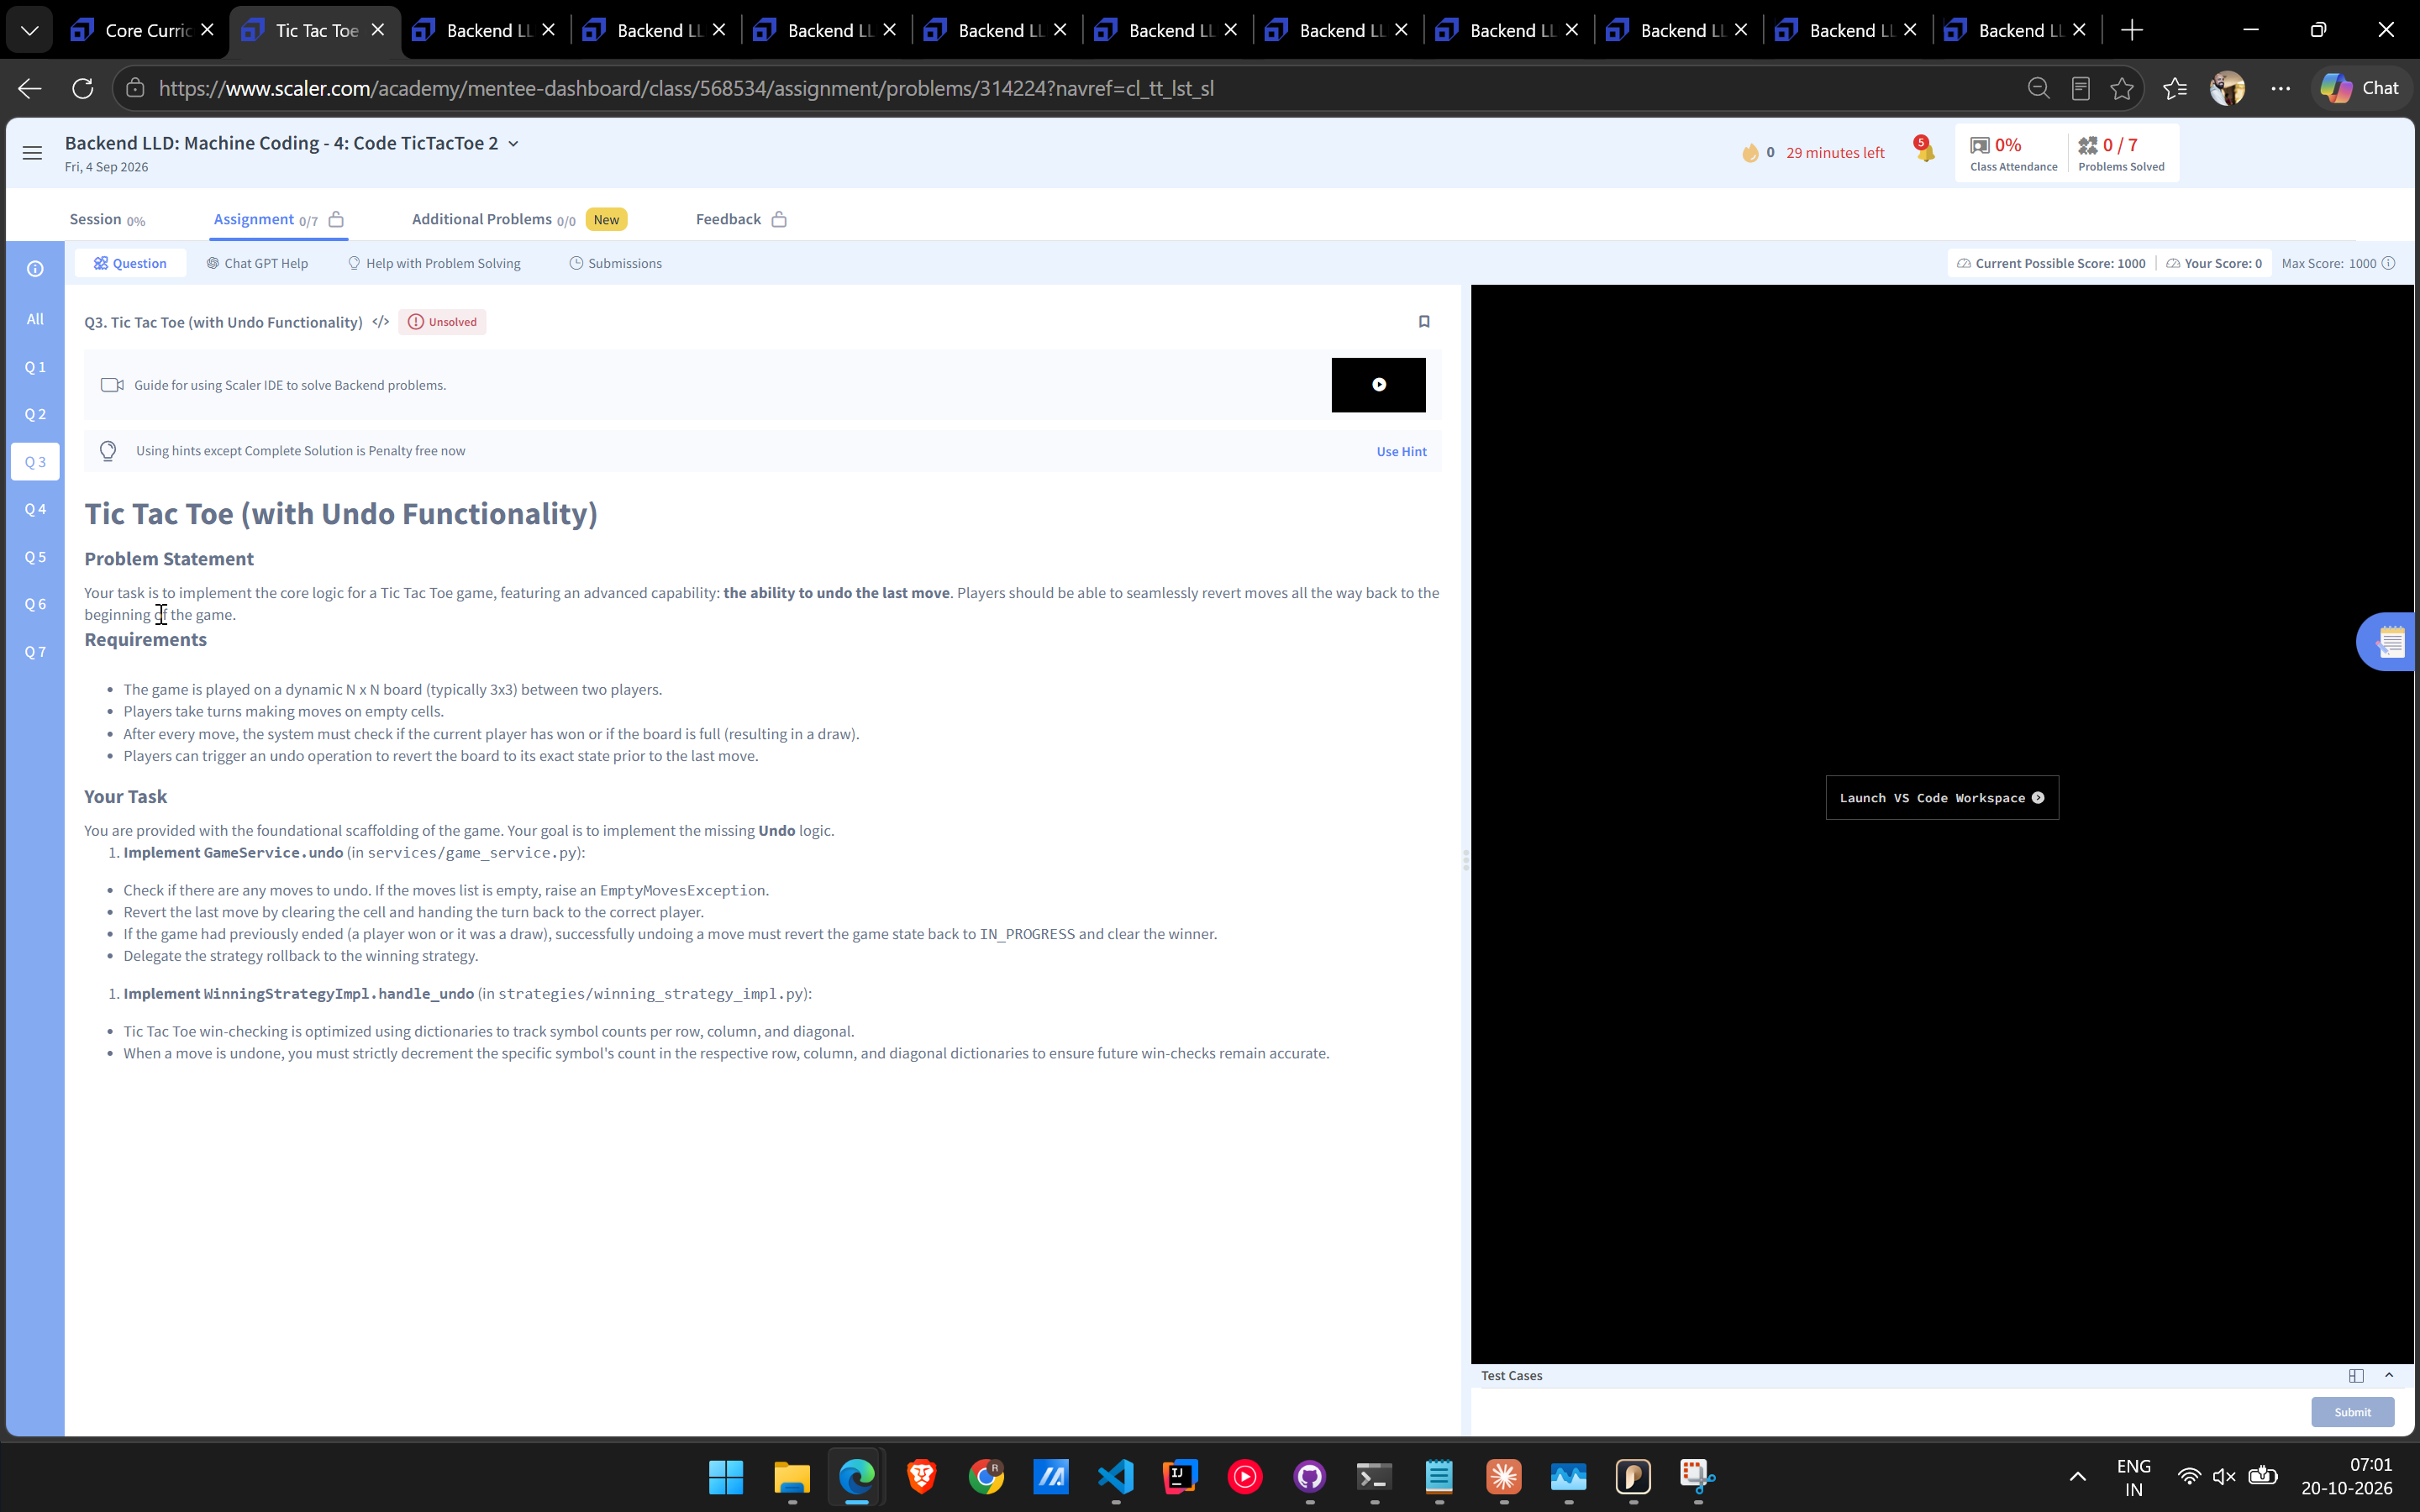 Core Curric
Tic Tac Toe
Backend LL
Backend LL
Backend LL
Backend LL
Backend LL
Backend LL
Backend LL
Backend LL
Backend LL
Backend LL
https://www.scaler.com/academy/mentee-dashboard/class/568534/assignment/problems/314224?navref=cl_tt_lst_sl
Chat
Backend LLD: Machine Coding - 4: Code TicTacToe 2
Fri, 4 Sep 2026
0 29 minutes left
5
0%
Class Attendance
0 / 7
Problems Solved
Session 0%
Assignment 0/7
Additional Problems 0/0 New
Feedback
Question
Chat GPT Help
Help with Problem Solving
Submissions
Current Possible Score: 1000
Your Score: 0
Max Score: 1000
All
Q 1
Q 2
Q 3
Q 4
Q 5
Q 6
Q 7
Q3. Tic Tac Toe (with Undo Functionality) </> Unsolved
Guide for using Scaler IDE to solve Backend problems.
Using hints except Complete Solution is Penalty free now
Use Hint
Tic Tac Toe (with Undo Functionality)
Problem Statement
Your task is to implement the core logic for a Tic Tac Toe game, featuring an advanced capability: the ability to undo the last move. Players should be able to seamlessly revert moves all the way back to the
beginning of the game.
Requirements
• The game is played on a dynamic N x N board (typically 3x3) between two players.
• Players take turns making moves on empty cells.
• After every move, the system must check if the current player has won or if the board is full (resulting in a draw).
• Players can trigger an undo operation to revert the board to its exact state prior to the last move.
Your Task
You are provided with the foundational scaffolding of the game. Your goal is to implement the missing Undo logic.
1. Implement GameService.undo (in services/game_service.py):
• Check if there are any moves to undo. If the moves list is empty, raise an EmptyMovesException.
• Revert the last move by clearing the cell and handing the turn back to the correct player.
• If the game had previously ended (a player won or it was a draw), successfully undoing a move must revert the game state back to IN_PROGRESS and clear the winner.
• Delegate the strategy rollback to the winning strategy.
1. Implement WinningStrategyImpl.handle_undo (in strategies/winning_strategy_impl.py):
• Tic Tac Toe win-checking is optimized using dictionaries to track symbol counts per row, column, and diagonal.
• When a move is undone, you must strictly decrement the specific symbol's count in the respective row, column, and diagonal dictionaries to ensure future win-checks remain accurate.
Launch VS Code Workspace
Test Cases
Submit
R
IJ
ENG
IN
07:01
20-10-2026